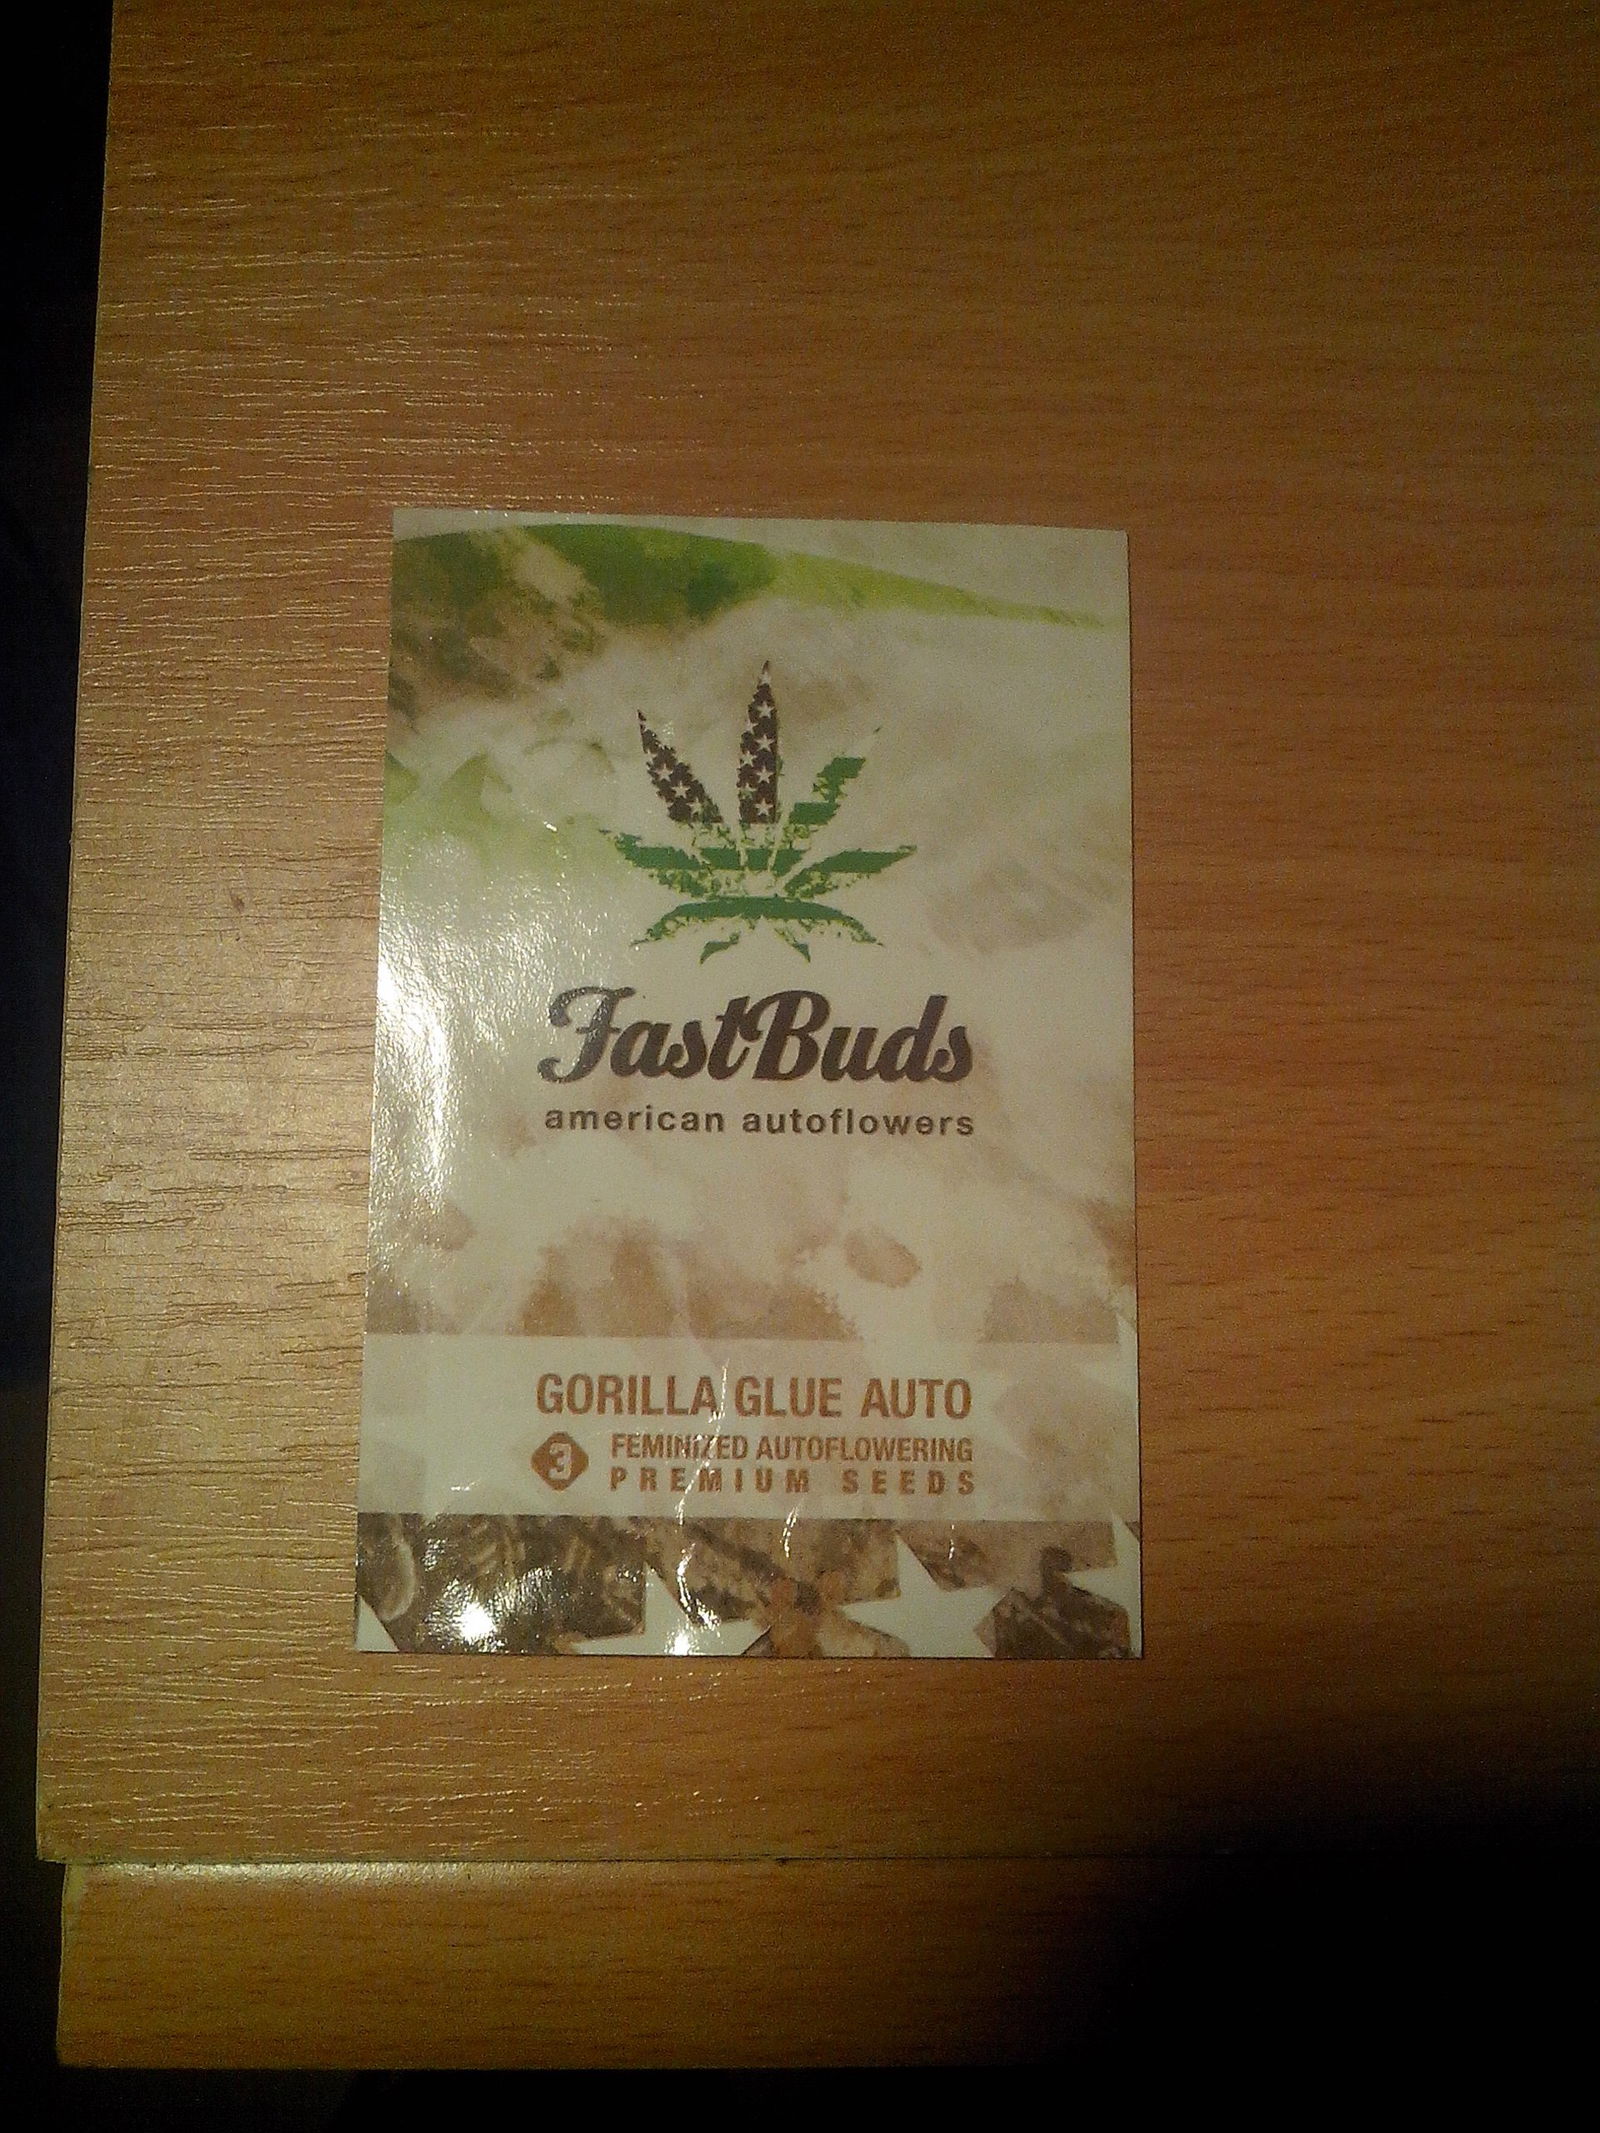 FastBuds
american autoflowers
GORILLA GLUE AUTO
3 FEMINIZED AUTOFLOWERING
PREMIUM SEEDS